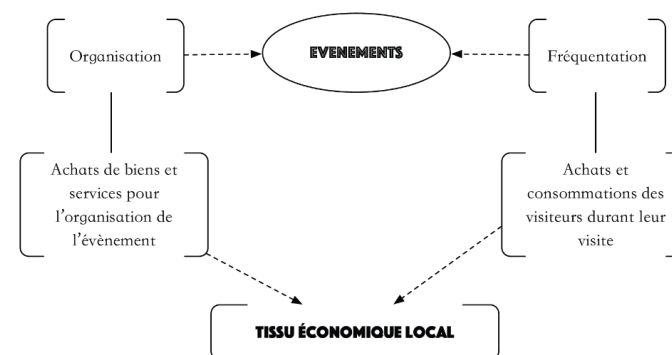 Organisation
EVENEMENTS
Fréquentation
Achats de biens et
services pour
l'organisation de
l'évènement
Achats et
consommations des
visiteurs durant leur
visite
TISSU ÉCONOMIQUE LOCAL